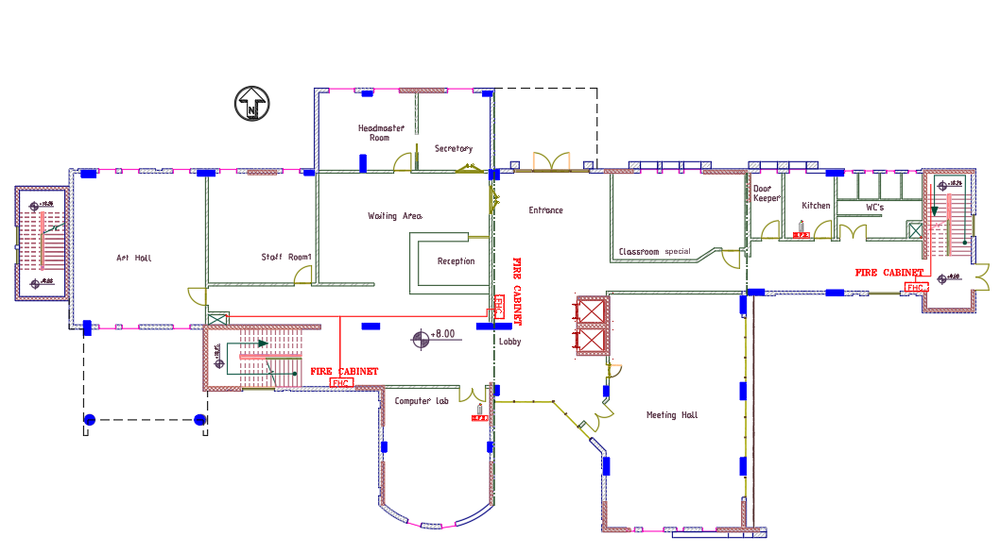 N
Headmaster
Room
Secretary
Door
Keeper
Kitchen
WC's
Waiting Area
Entrance
Art Hall
Staff Room1
Reception
Classroom special
FIRE CABINET
FHC
FIRE CABINET
FHC
+8.00
Lobby
FIRE CABINET
FHC
Computer lab
Meeting Hall